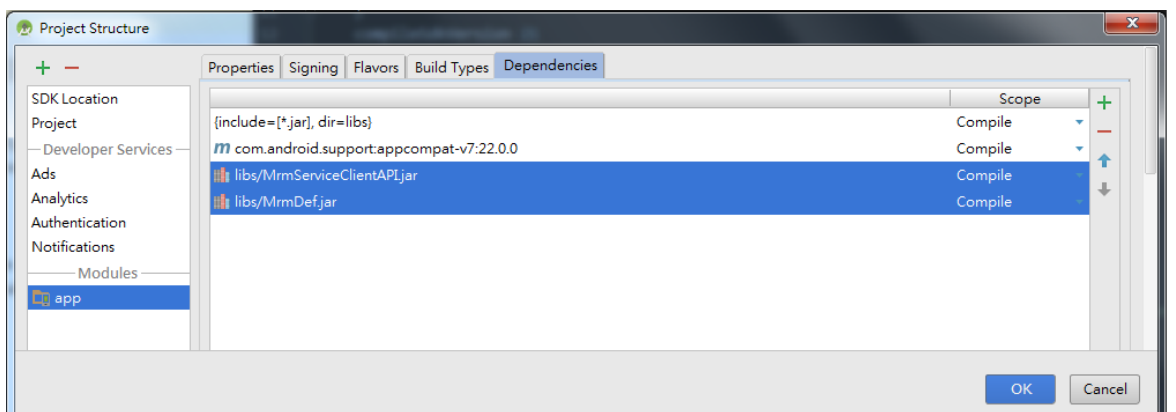 Project Structure
Properties Signing Flavors Build Types Dependencies
SDK Location
Project
Developer Services
Ads
Analytics
Authentication
Notifications
Modules
app
Scope
{include=[*.jar], dir=libs}
Compile
m com.android.support:appcompat-v7:22.0.0
Compile
libs/MrmServiceClientAPI.jar
Compile
libs/MrmDef.jar
Compile
OK
Cancel